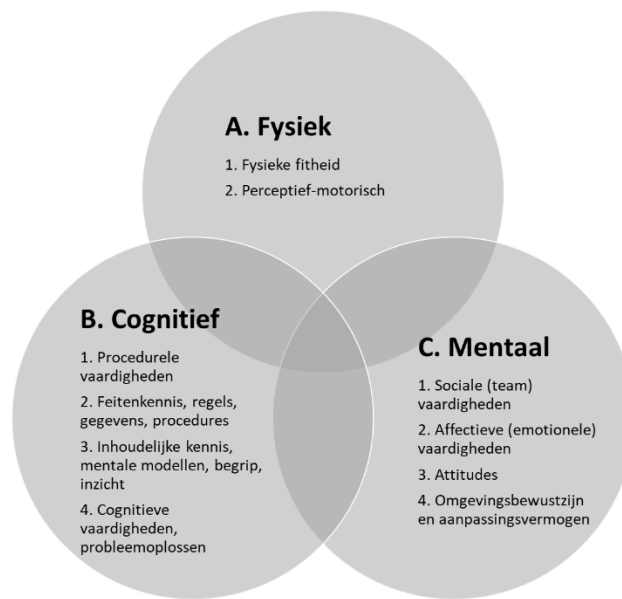 A. Fysiek
1. Fysieke fitheid
2. Perceptief-motorisch
B. Cognitief
1. Procedurele
vaardigheden
2. Feitenkennis, regels,
gegevens, procedures
3. Inhoudelijke kennis,
mentale modellen, begrip,
inzicht
4. Cognitieve
vaardigheden,
probleemoplossen
C. Mentaal
1. Sociale (team)
vaardigheden
2. Affectieve (emotionele)
vaardigheden
3. Attitudes
4. Omgevingsbewustzijn
en aanpassingsvermogen